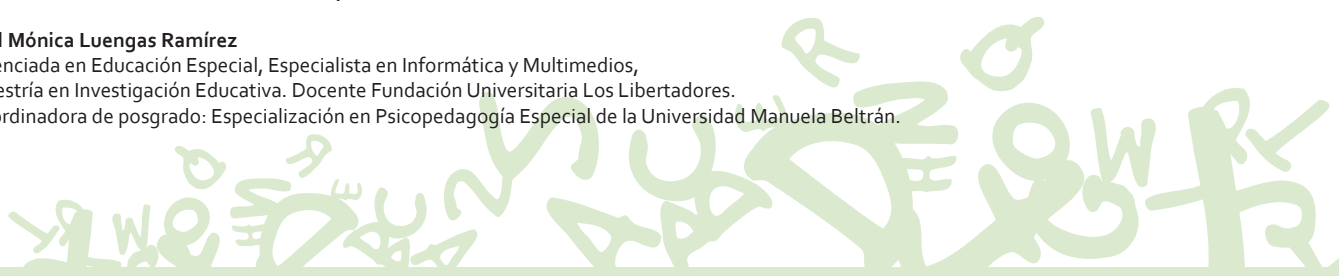 Mónica Luengas Ramírez
enciada en Educación Especial, Especialista en Informática y Multimedios,
estría en Investigación Educativa. Docente Fundación Universitaria Los Libertadores.
ordinadora de posgrado: Especialización en Psicopedagogía Especial de la Universidad Manuela Beltrán.